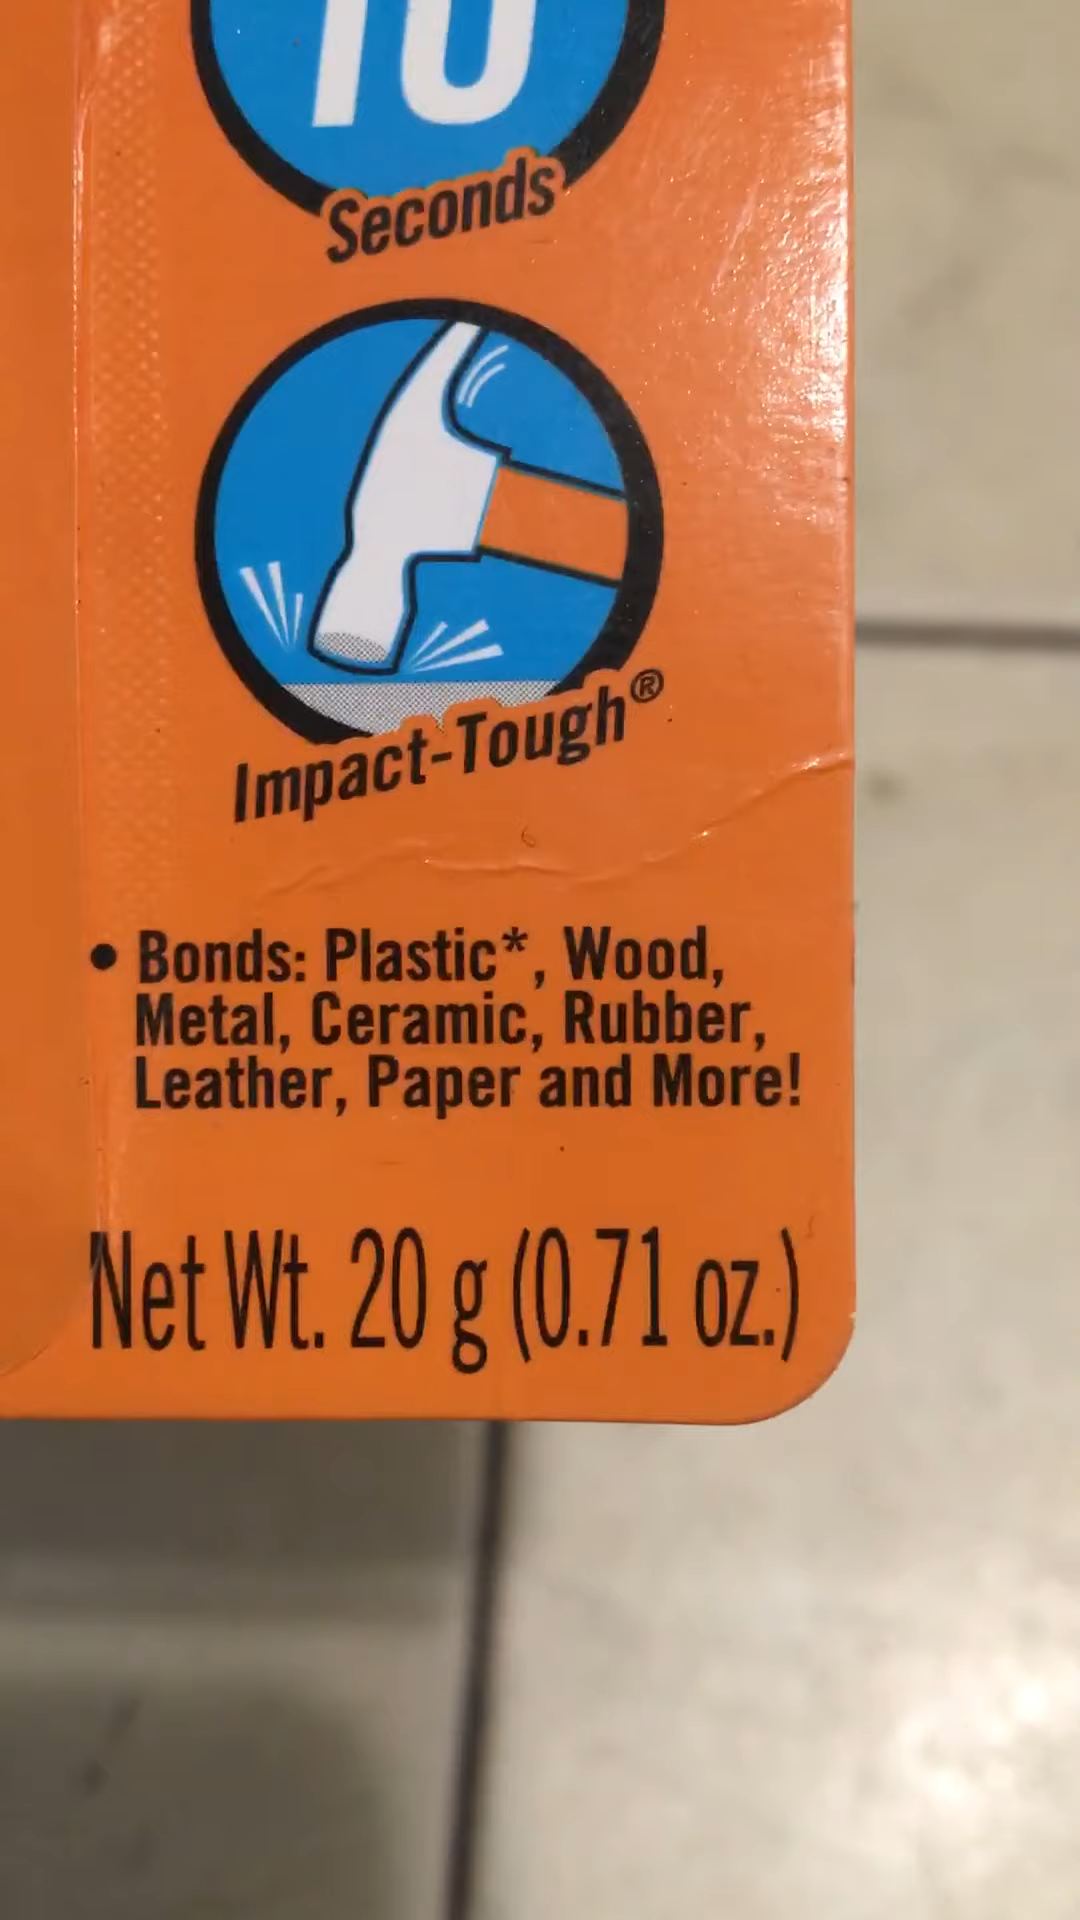 10
Seconds
Impact-Tough®
• Bonds: Plastic*, Wood,
Metal, Ceramic, Rubber,
Leather, Paper and More!
Net Wt. 20 g (0.71 oz.)